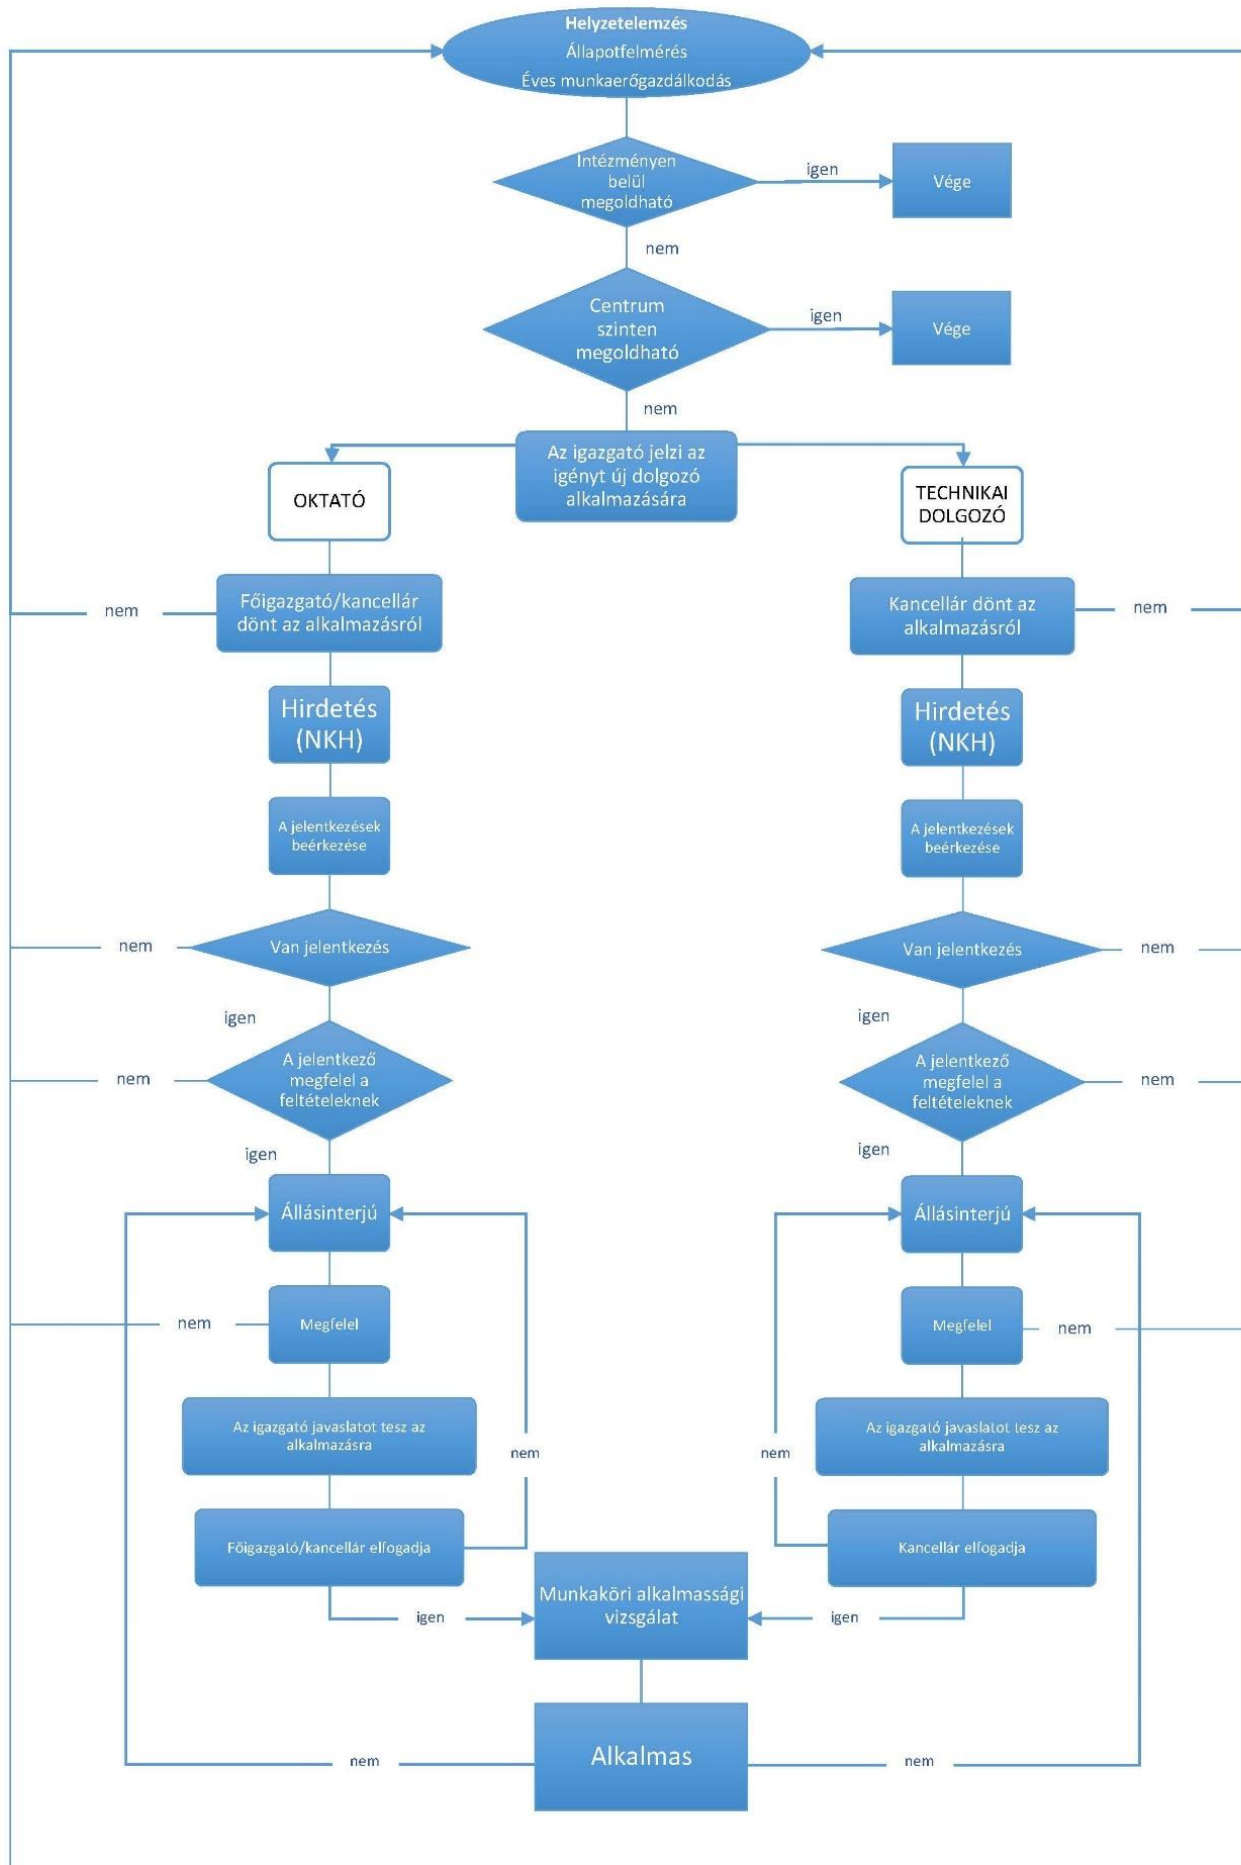 Helyzetelemzés
Állapotfelmérés
Éves munkaerőgazdálkodás
Intézményen
belül
megoldható
igen
Vége
nem
Centrum
szinten
megoldható
igen
Vége
nem
Az igazgató jelzi az
igényt új dolgozó
alkalmazására
OKTATÓ
TECHNIKAI
DOLGOZÓ
nem
Főigazgató/kancellár
dönt az alkalmazásról
Kancellár dönt az
alkalmazásról
nem
Hirdetés
(NKH)
Hirdetés
(NKH)
A jelentkezések
beérkezése
A jelentkezések
beérkezése
nem
Van jelentkezés
Van jelentkezés
nem
igen
igen
nem
A jelentkező
megfelel a
feltételeknek
A jelentkező
megfelel a
feltételeknek
nem
igen
igen
Állásinterjú
Állásinterjú
nem
Megfelel
Megfelel
nem
Az igazgató javaslatot tesz az
alkalmazásra
nem
nem
Az igazgató javaslatot tesz az
alkalmazásra
Főigazgató/kancellár elfogadja
Kancellár elfogadja
igen
Munkaköri alkalmassági
vizsgálat
igen
nem
Alkalmas
nem